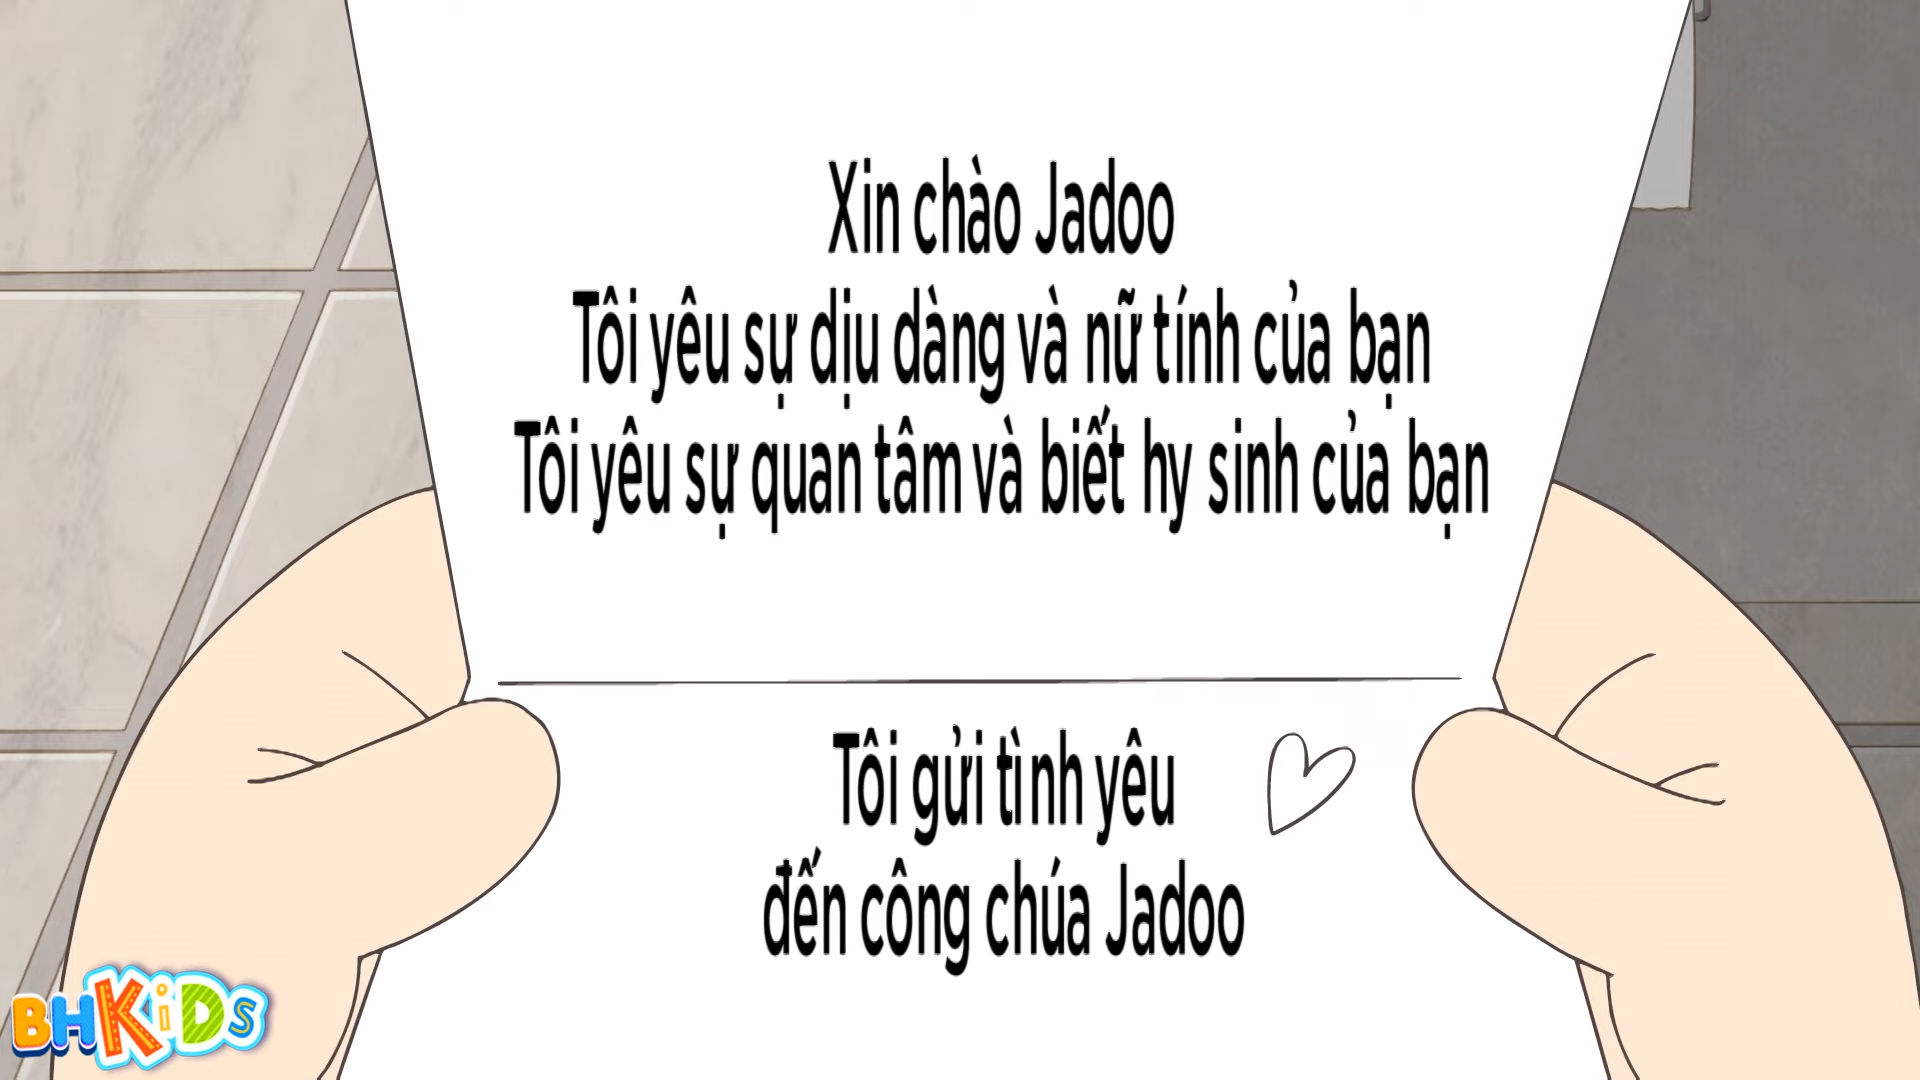 Xin chào Jadoo
Tôi yêu sự dịu dàng và nữ tính của bạn
Tôi yêu sự quan tâm và biết hy sinh của bạn
Tôi gửi tình yêu
đến công chúa Jadoo
BHKiDS